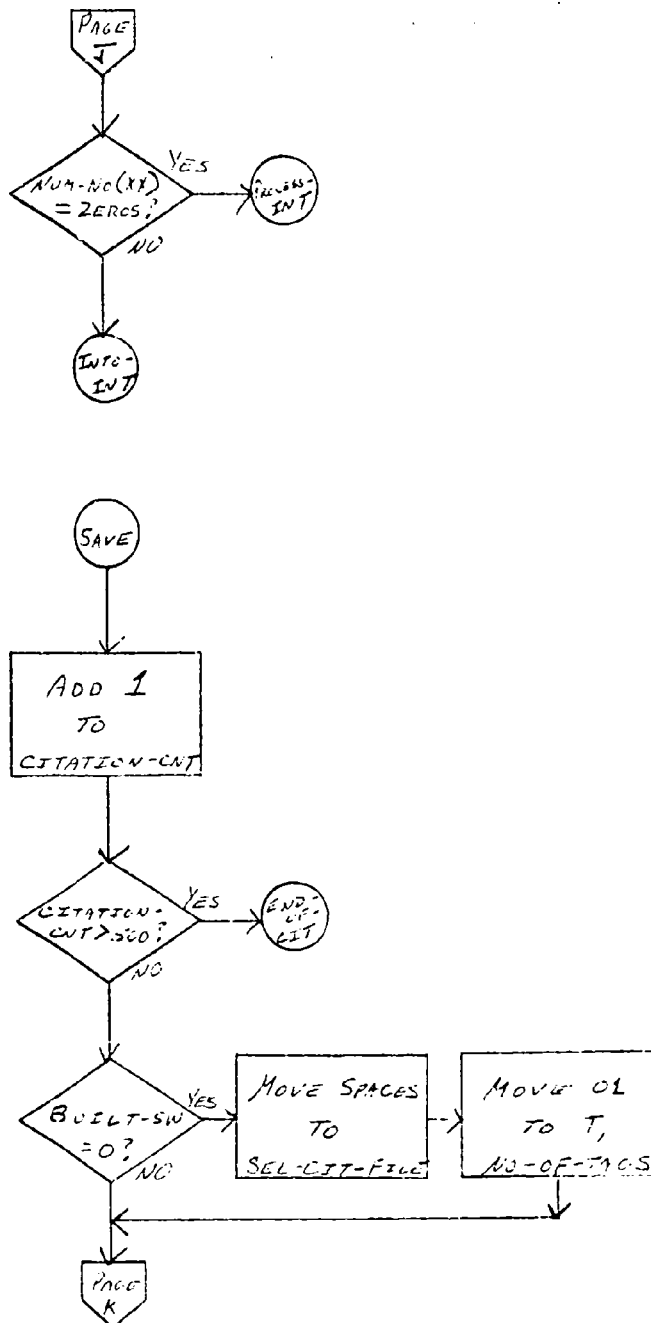 PAGE
J
NUM-NO(XX)
= ZEROS?
YES
PROCESS-
INT
NO
INTO-
INT
SAVE
ADD 1
TO
CITATION-CNT
CITATION-
CNT > 500?
YES
END-
OF-
CIT
NO
BUILT-SW
= 0?
YES
MOVE SPACES
TO
SEL-CIT-FILE
MOVE 01
TO T,
NO-OF-TAGS
NO
PAGE
K